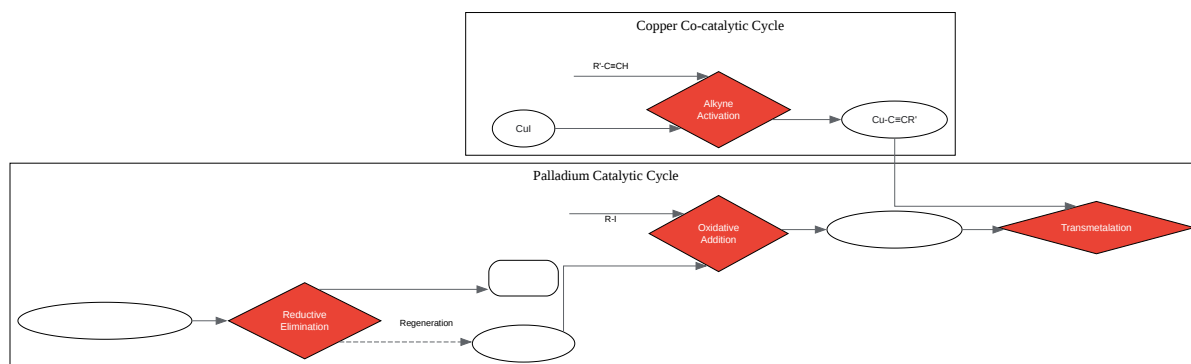 Copper Co-catalytic Cycle
R'-C≡CH
Alkyne
Activation
CuI
Cu-C≡CR'
Palladium Catalytic Cycle
R-I
Oxidative
Addition
Transmetalation
Reductive
Elimination
Regeneration